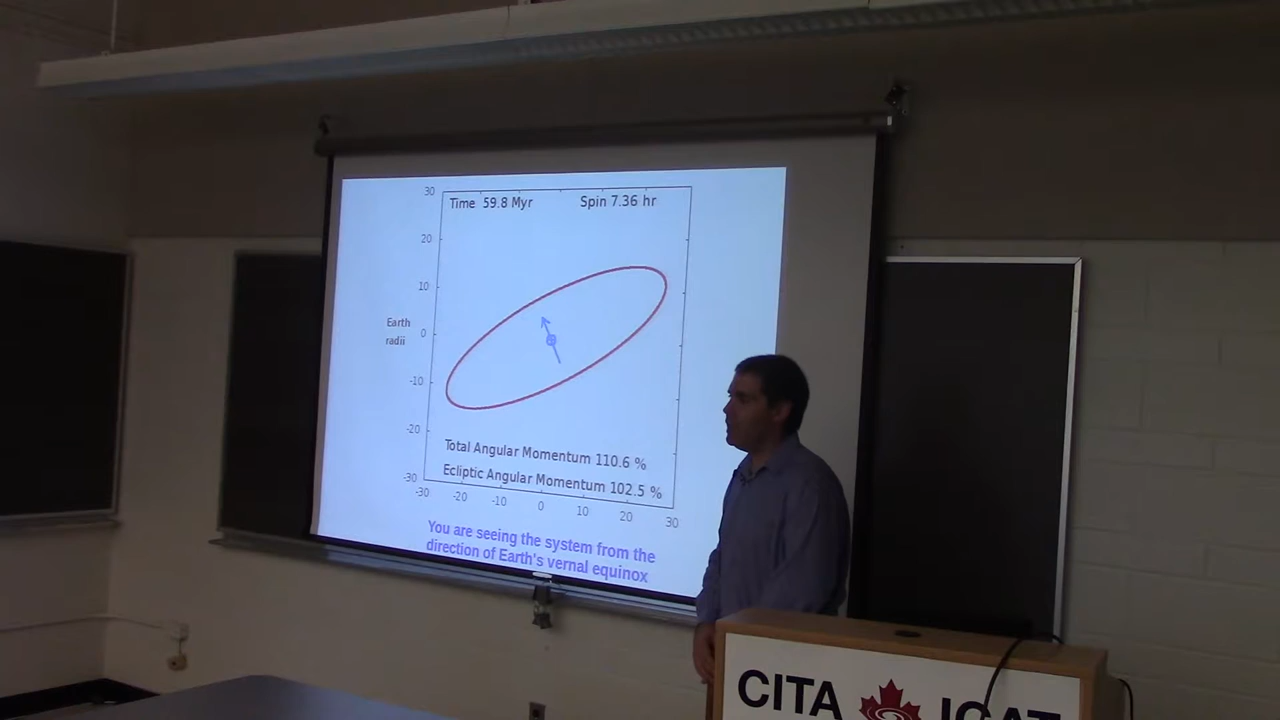 30
Time 59.8 Myr Spin 7.36 hr
20
10
Earth
radii
0
-10
-20
Total Angular Momentum 110.6 %
Ecliptic Angular Momentum 102.5 %
-30
-30 -20 -10 0 10 20 30
You are seeing the system from the
direction of Earth's vernal equinox
CITA ICAT